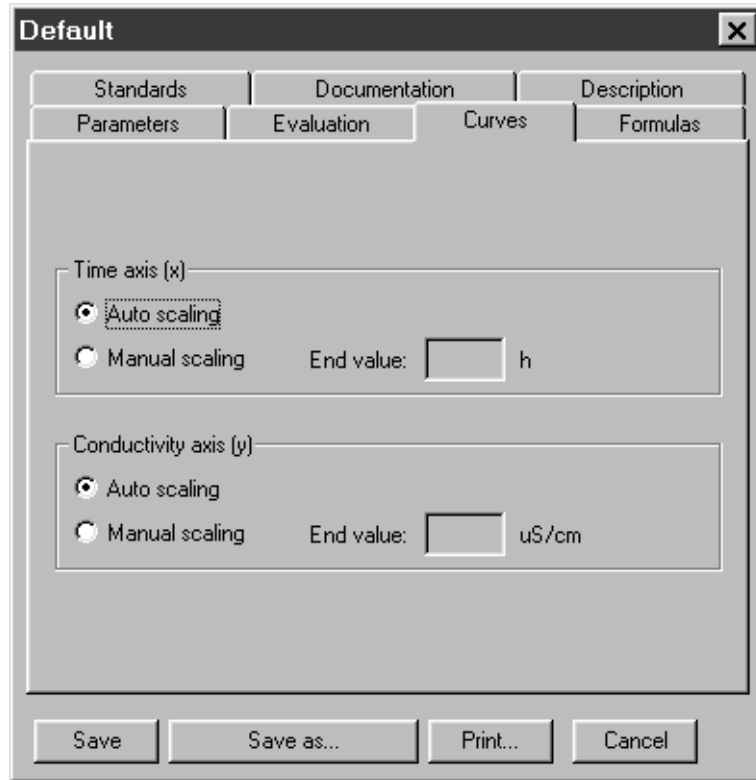 Default
Standards Documentation Description
Parameters Evaluation Curves Formulas
Time axis (x)
Auto scaling
Manual scaling End value: h
Conductivity axis (y)
Auto scaling
Manual scaling End value: uS/cm
Save Save as... Print... Cancel